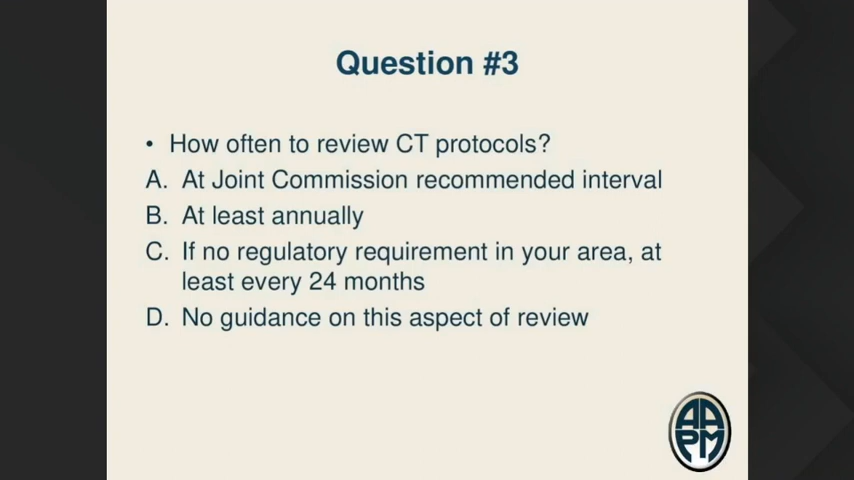 Question #3
• How often to review CT protocols?
A. At Joint Commission recommended interval
B. At least annually
C. If no regulatory requirement in your area, at
least every 24 months
D. No guidance on this aspect of review
AAPM